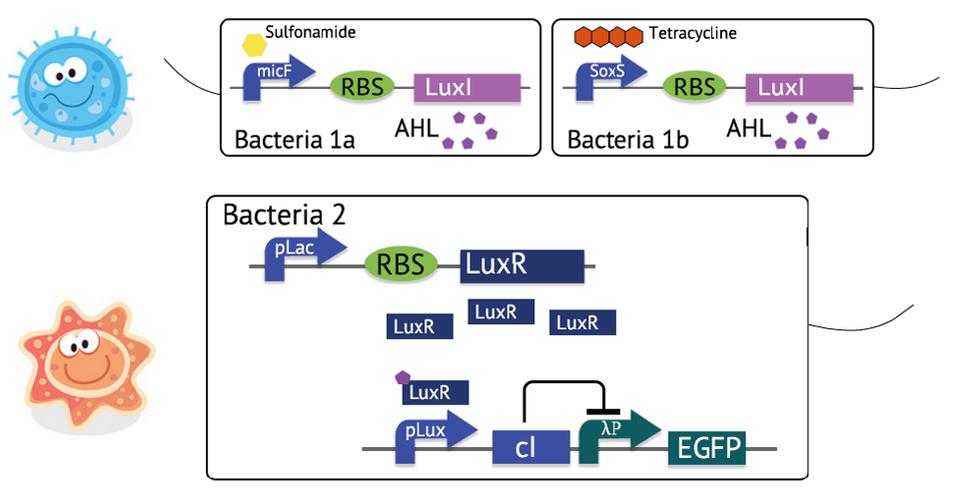 Sulfonamide
micF
RBS
LuxI
AHL
Bacteria 1a
Tetracycline
SoxS
RBS
LuxI
AHL
Bacteria 1b
Bacteria 2
pLac
RBS
LuxR
LuxR
LuxR
LuxR
LuxR
pLux
cI
λP
EGFP